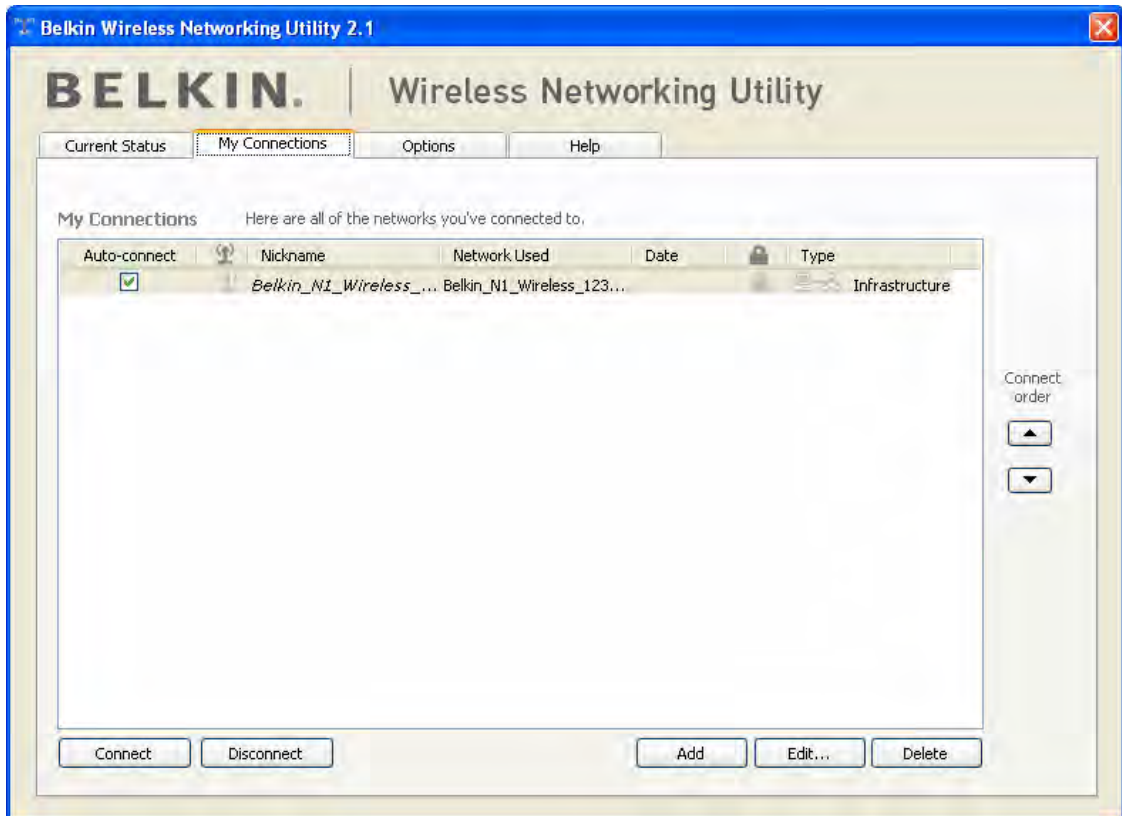 Belkin Wireless Networking Utility 2.1
BELKIN. | Wireless Networking Utility
Current Status My Connections Options Help
My Connections Here are all of the networks you've connected to.
Auto-connect Nickname Network Used Date Type
Belkin_N1_Wireless_... Belkin_N1_Wireless_123... Infrastructure
Connect
order
Connect Disconnect Add Edit... Delete